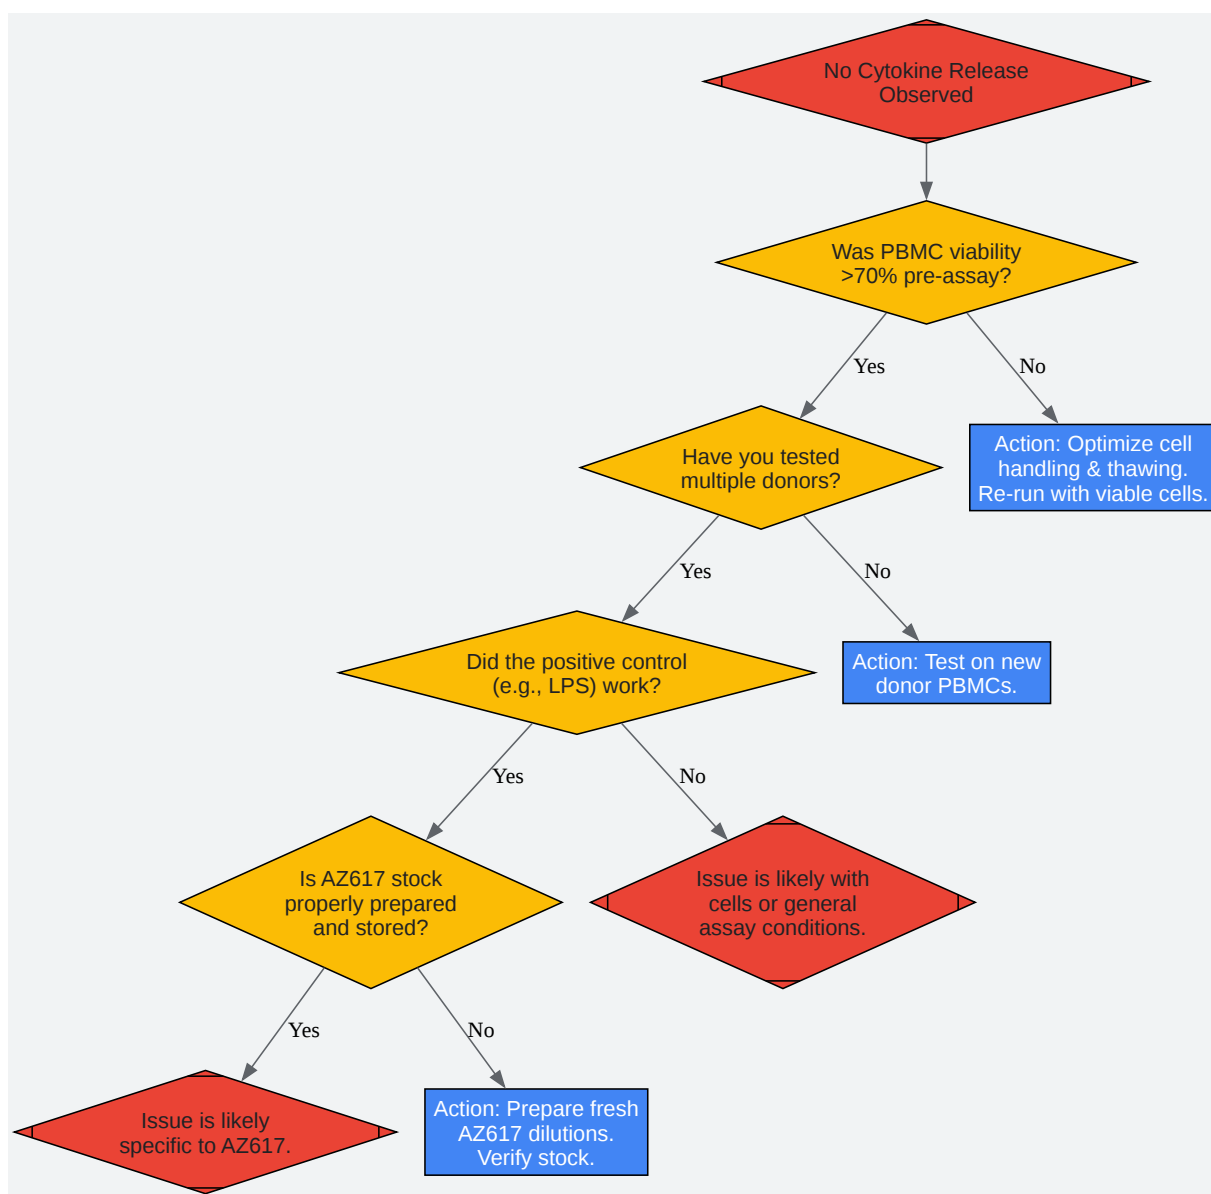 No Cytokine Release
Observed
Was PBMC viability
>70% pre-assay?
Yes
No
Have you tested
multiple donors?
Action: Optimize cell
handling & thawing.
Re-run with viable cells.
Yes
No
Did the positive control
(e.g., LPS) work?
Action: Test on new
donor PBMCs.
Yes
No
Is AZ617 stock
properly prepared
and stored?
Issue is likely with
cells or general
assay conditions.
Yes
No
Issue is likely
specific to AZ617.
Action: Prepare fresh
AZ617 dilutions.
Verify stock.